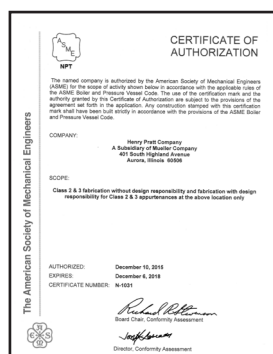 ASME
NPT
CERTIFICATE OF
AUTHORIZATION
The named company is authorized by the American Society of Mechanical Engineers
(ASME) for the scope of activity shown below in accordance with the applicable rules of
the ASME Boiler and Pressure Vessel Code. The use of the certification mark and the
authority granted by this Certificate of Authorization are subject to the provisions of the
agreement set forth in the application. Any construction stamped with this certification
mark shall have been built strictly in accordance with the provisions of the ASME Boiler
and Pressure Vessel Code.
COMPANY:
Henry Pratt Company
A Subsidiary of Mueller Company
401 South Highland Avenue
Aurora, Illinois 60506
SCOPE:
Class 2 & 3 fabrication without design responsibility and fabrication with design
responsibility for Class 2 & 3 appurtenances at the above location only
AUTHORIZED: December 10, 2015
EXPIRES: December 6, 2018
CERTIFICATE NUMBER: N-1031
Board Chair, Conformity Assessment
Director, Conformity Assessment
The American Society of Mechanical Engineers